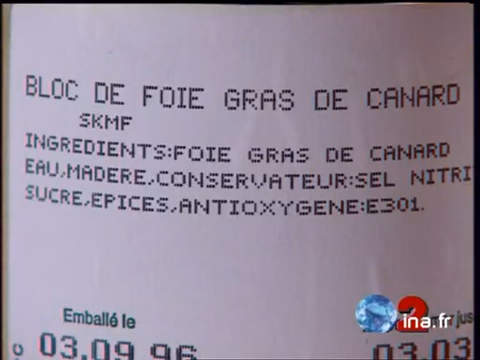 BLOC DE FOIE GRAS DE CANARD
SKMF
INGREDIENTS:FOIE GRAS DE CANARD
EAU,MADERE,CONSERVATEUR:SEL NITRI
SUCRE,EPICES,ANTIOXYGENE:E301.
Emballé le
03.09.96
03.03
2
ina.fr